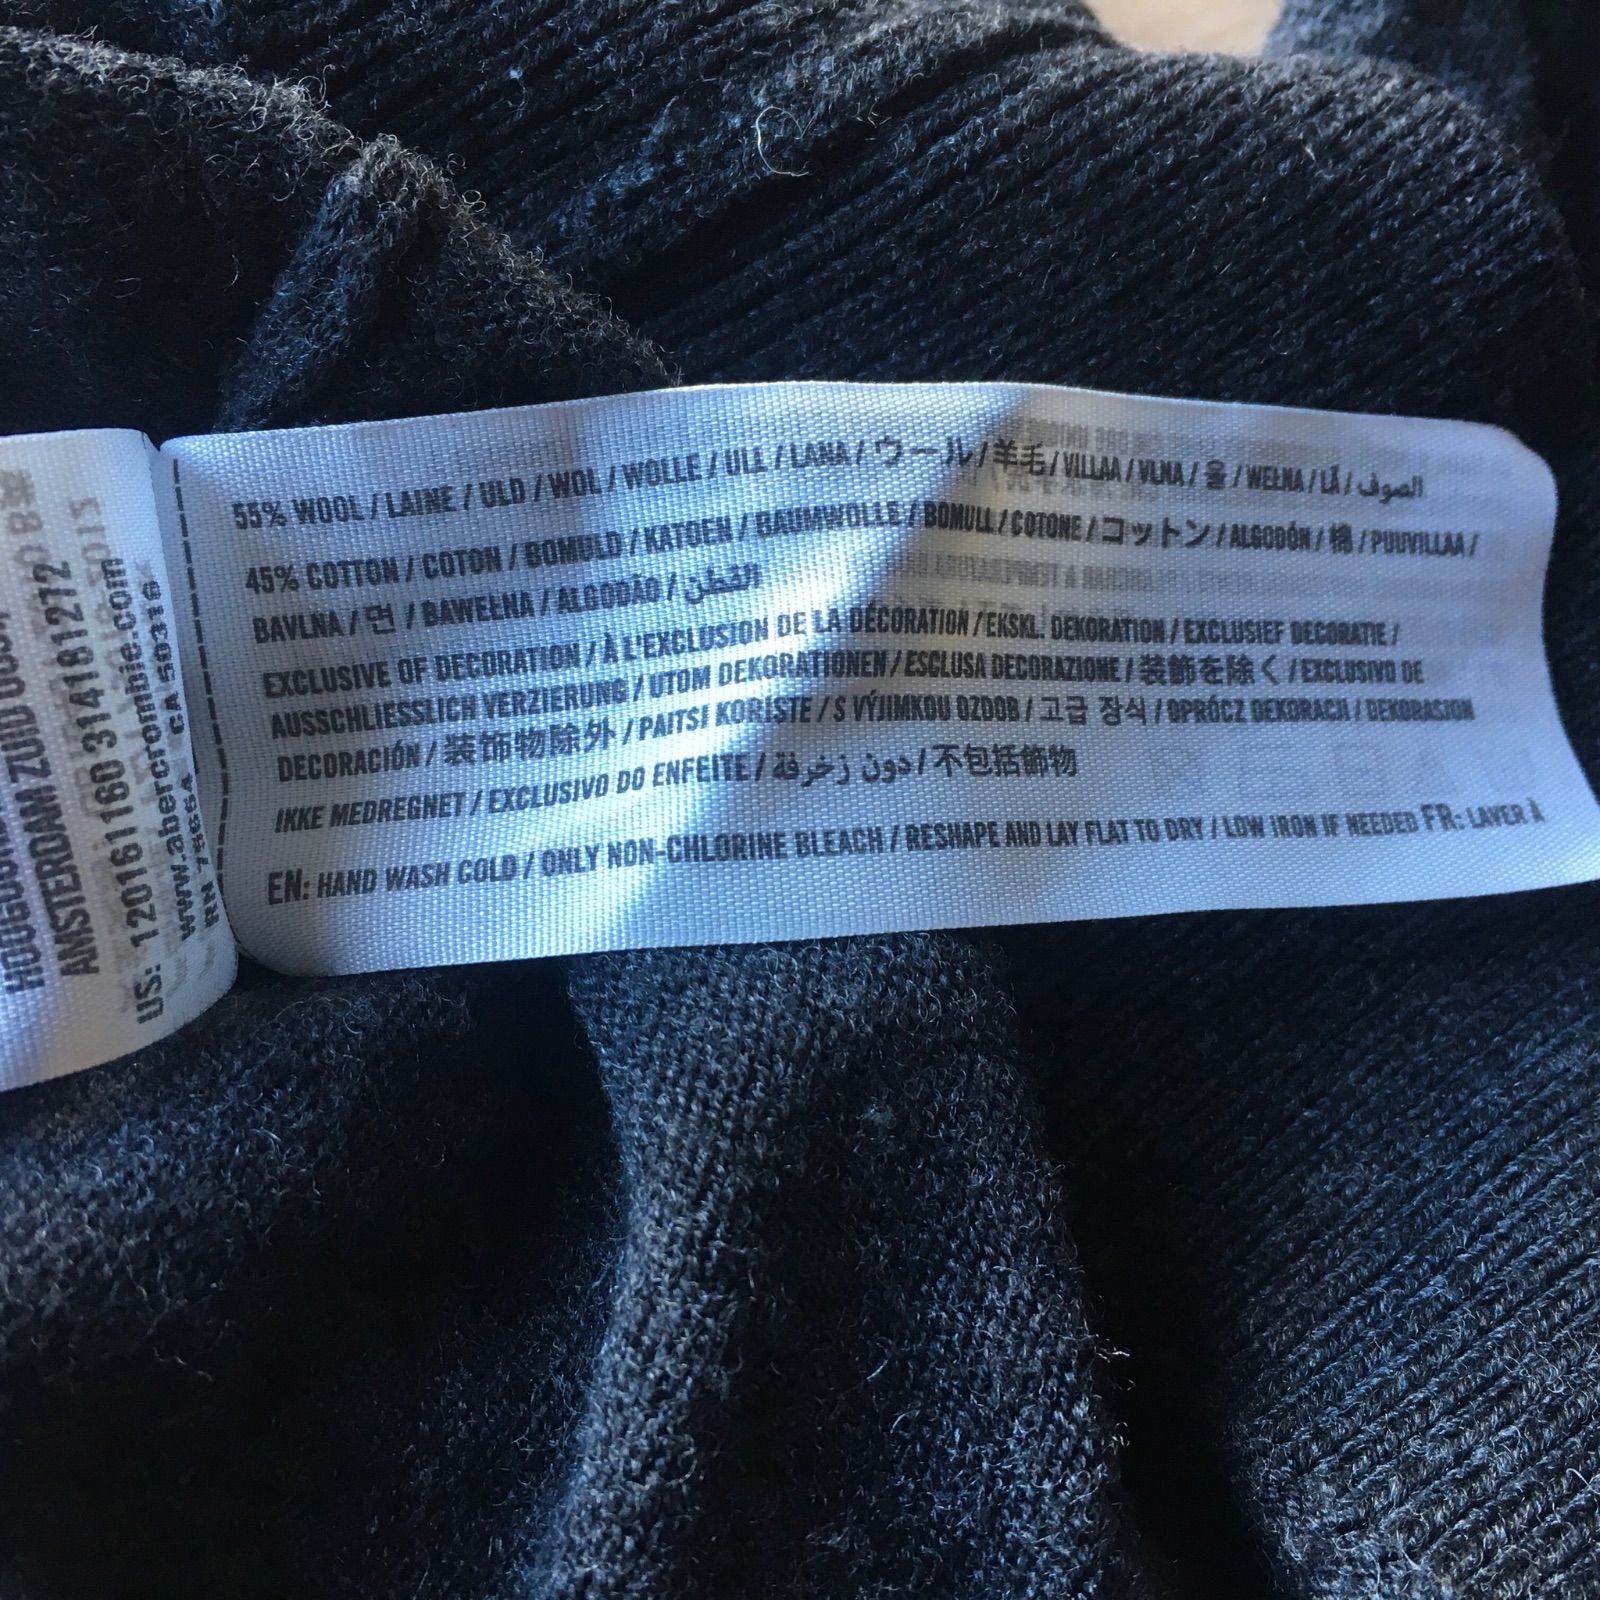 55% WOOL / LAINE / ULD / WOL / WOLLE / ULL / LANA / ウール / 羊毛 / VILLAA / VLNA / 울 / WEŁNA / LÃ / الصوف
45% COTTON / COTON / BOMULD / KATOEN / BAUMWOLLE / BOMULL / COTONE / コットン / ALGODÓN / 棉 / PUUVILLAA /
BAVLNA / 면 / BAWEŁNA / ALGODÃO / القطن
EXCLUSIVE OF DECORATION / À L'EXCLUSION DE LA DÉCORATION / EKSKL. DEKORATION / EXCLUSIEF DECORATIE /
AUSSCHLIESSLICH VERZIERUNG / UTOM DEKORATIONEN / ESCLUSA DECORAZIONE / 装飾を除く / EXCLUSIVO DE
DECORACIÓN / 装饰物除外 / PAITSI KORISTE / S VÝJIMKOU OZDOB / 고급 장식 / OPRÓCZ DEKORACJI / DEKORASJON
IKKE MEDREGNET / EXCLUSIVO DO ENFEITE / دون زخرفة / 不包括飾物
EN: HAND WASH COLD / ONLY NON-CHLORINE BLEACH / RESHAPE AND LAY FLAT TO DRY / LOW IRON IF NEEDED FR: LAVER À
AMSTERDAM ZUID
31418127
US: 120161160
www.abercrombie.com
RN 75654 CA 50316